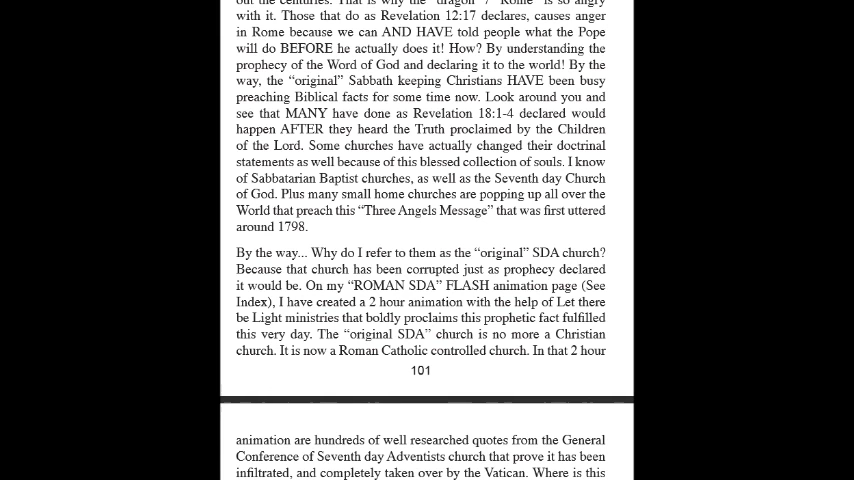 out the centuries. That is why the "dragon" / "Rome" is so angry
with it. Those that do as Revelation 12:17 declares, causes anger
in Rome because we can AND HAVE told people what the Pope
will do BEFORE he actually does it! How? By understanding the
prophecy of the Word of God and declaring it to the world! By the
way, the “original” Sabbath keeping Christians HAVE been busy
preaching Biblical facts for some time now. Look around you and
see that MANY have done as Revelation 18:1-4 declared would
happen AFTER they heard the Truth proclaimed by the Children
of the Lord. Some churches have actually changed their doctrinal
statements as well because of this blessed collection of souls. I know
of Sabbatarian Baptist churches, as well as the Seventh day Church
of God. Plus many small home churches are popping up all over the
World that preach this “Three Angels Message” that was first uttered
around 1798.
By the way... Why do I refer to them as the “original” SDA church?
Because that church has been corrupted just as prophecy declared
it would be. On my “ROMAN SDA” FLASH animation page (See
Index), I have created a 2 hour animation with the help of Let there
be Light ministries that boldly proclaims this prophetic fact fulfilled
this very day. The “original SDA” church is no more a Christian
church. It is now a Roman Catholic controlled church. In that 2 hour
101
animation are hundreds of well researched quotes from the General
Conference of Seventh day Adventists church that prove it has been
infiltrated, and completely taken over by the Vatican. Where is this